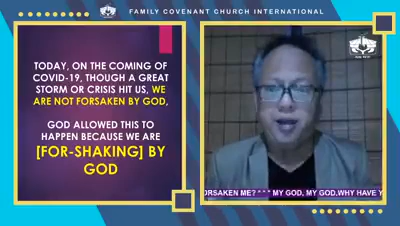 FAMILY COVENANT CHURCH INTERNATIONAL
TODAY, ON THE COMING OF
COVID-19, THOUGH A GREAT
STORM OR CRISIS HIT US, WE
ARE NOT FORSAKEN BY GOD,
GOD ALLOWED THIS TO
HAPPEN BECAUSE WE ARE
[FOR-SHAKING] BY
GOD
FORSAKEN ME? * * * MY GOD, MY GOD.WHY HAVE Y